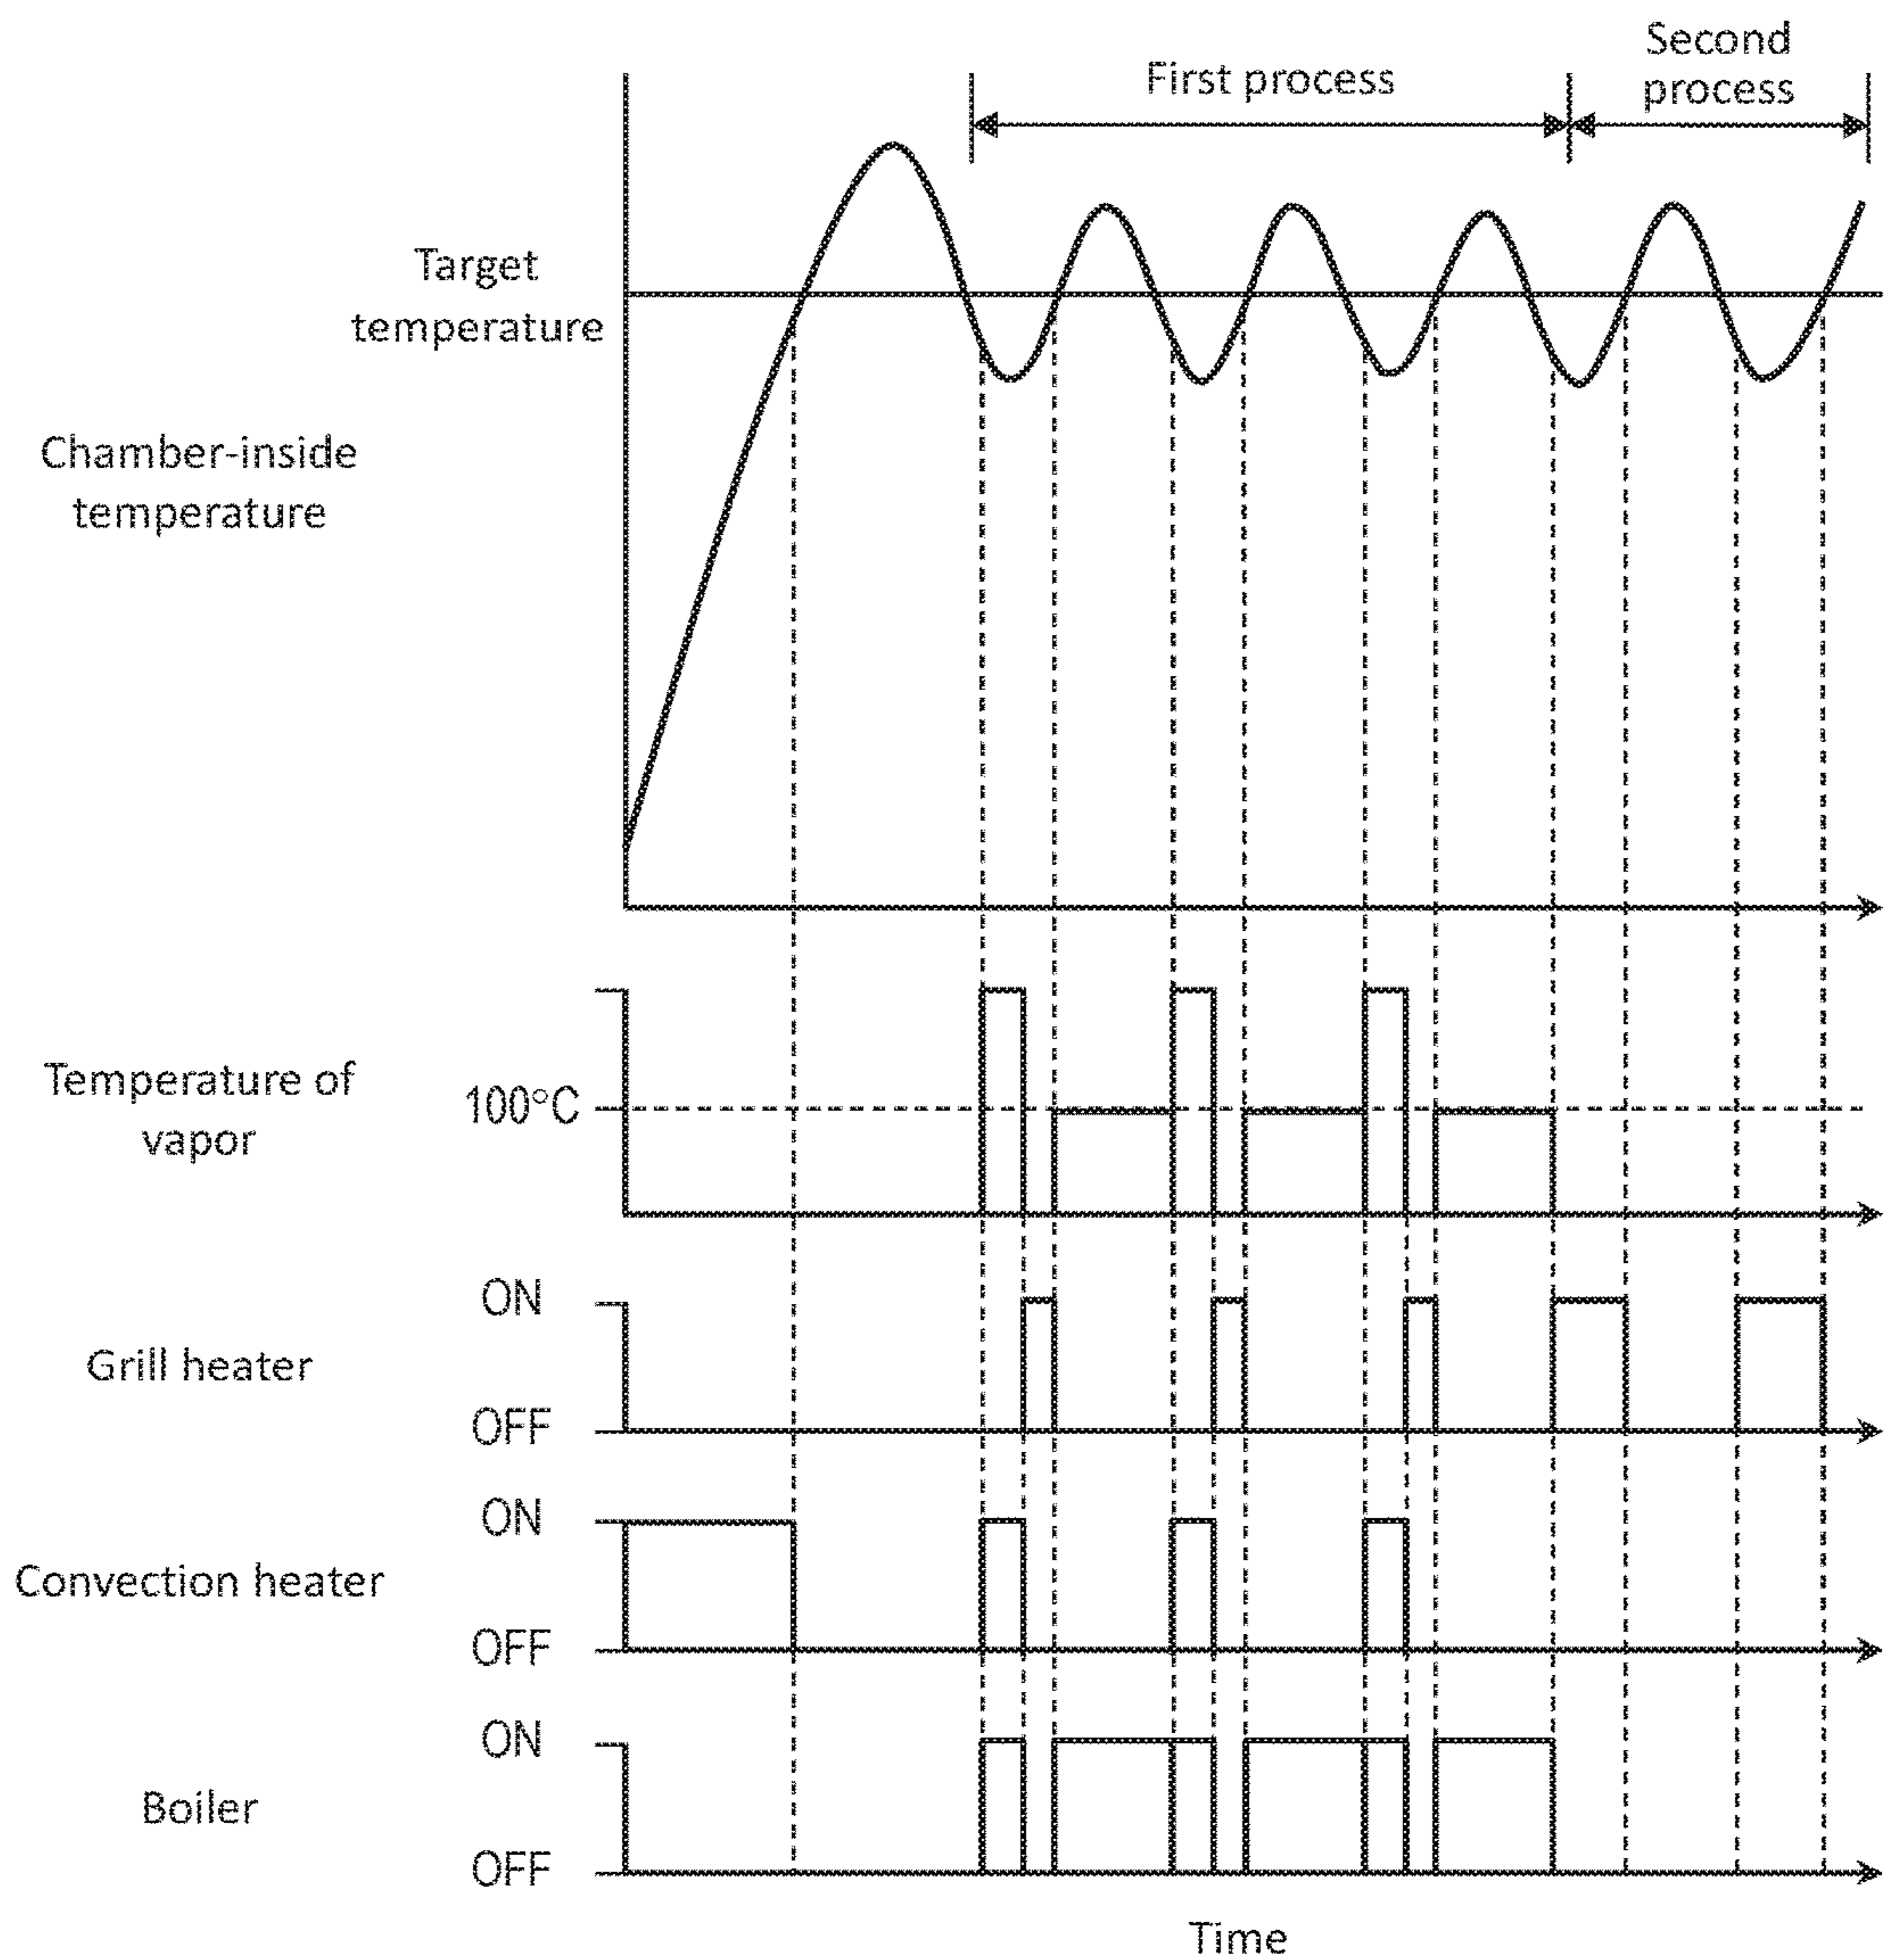 Second
First process
process
Target
temperature
Chamber-inside
temperature
Temperature of
vapor
100°C
ON
Grill heater
OFF
ON
Convection heater
OFF
ON
Boiler
OFF
Time